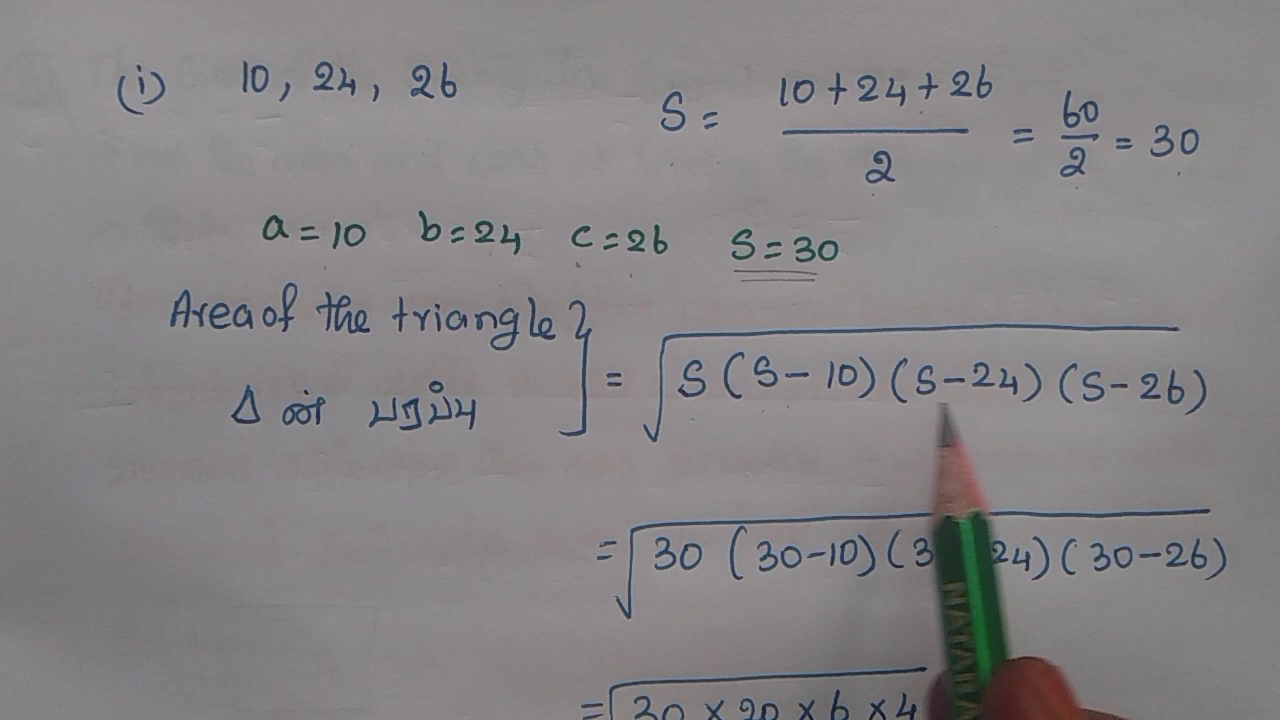 (i) 10, 24, 26
S = 10+24+26 / 2 = 60/2 = 30
a=10 b=24 c=26 S=30
Area of the triangle } = √S(S-10)(S-24)(S-26)
Δ ன் பரப்பு
= √30 (30-10)(3 24)(30-26)
= √30 × 20 × 6 × 4
NATARA